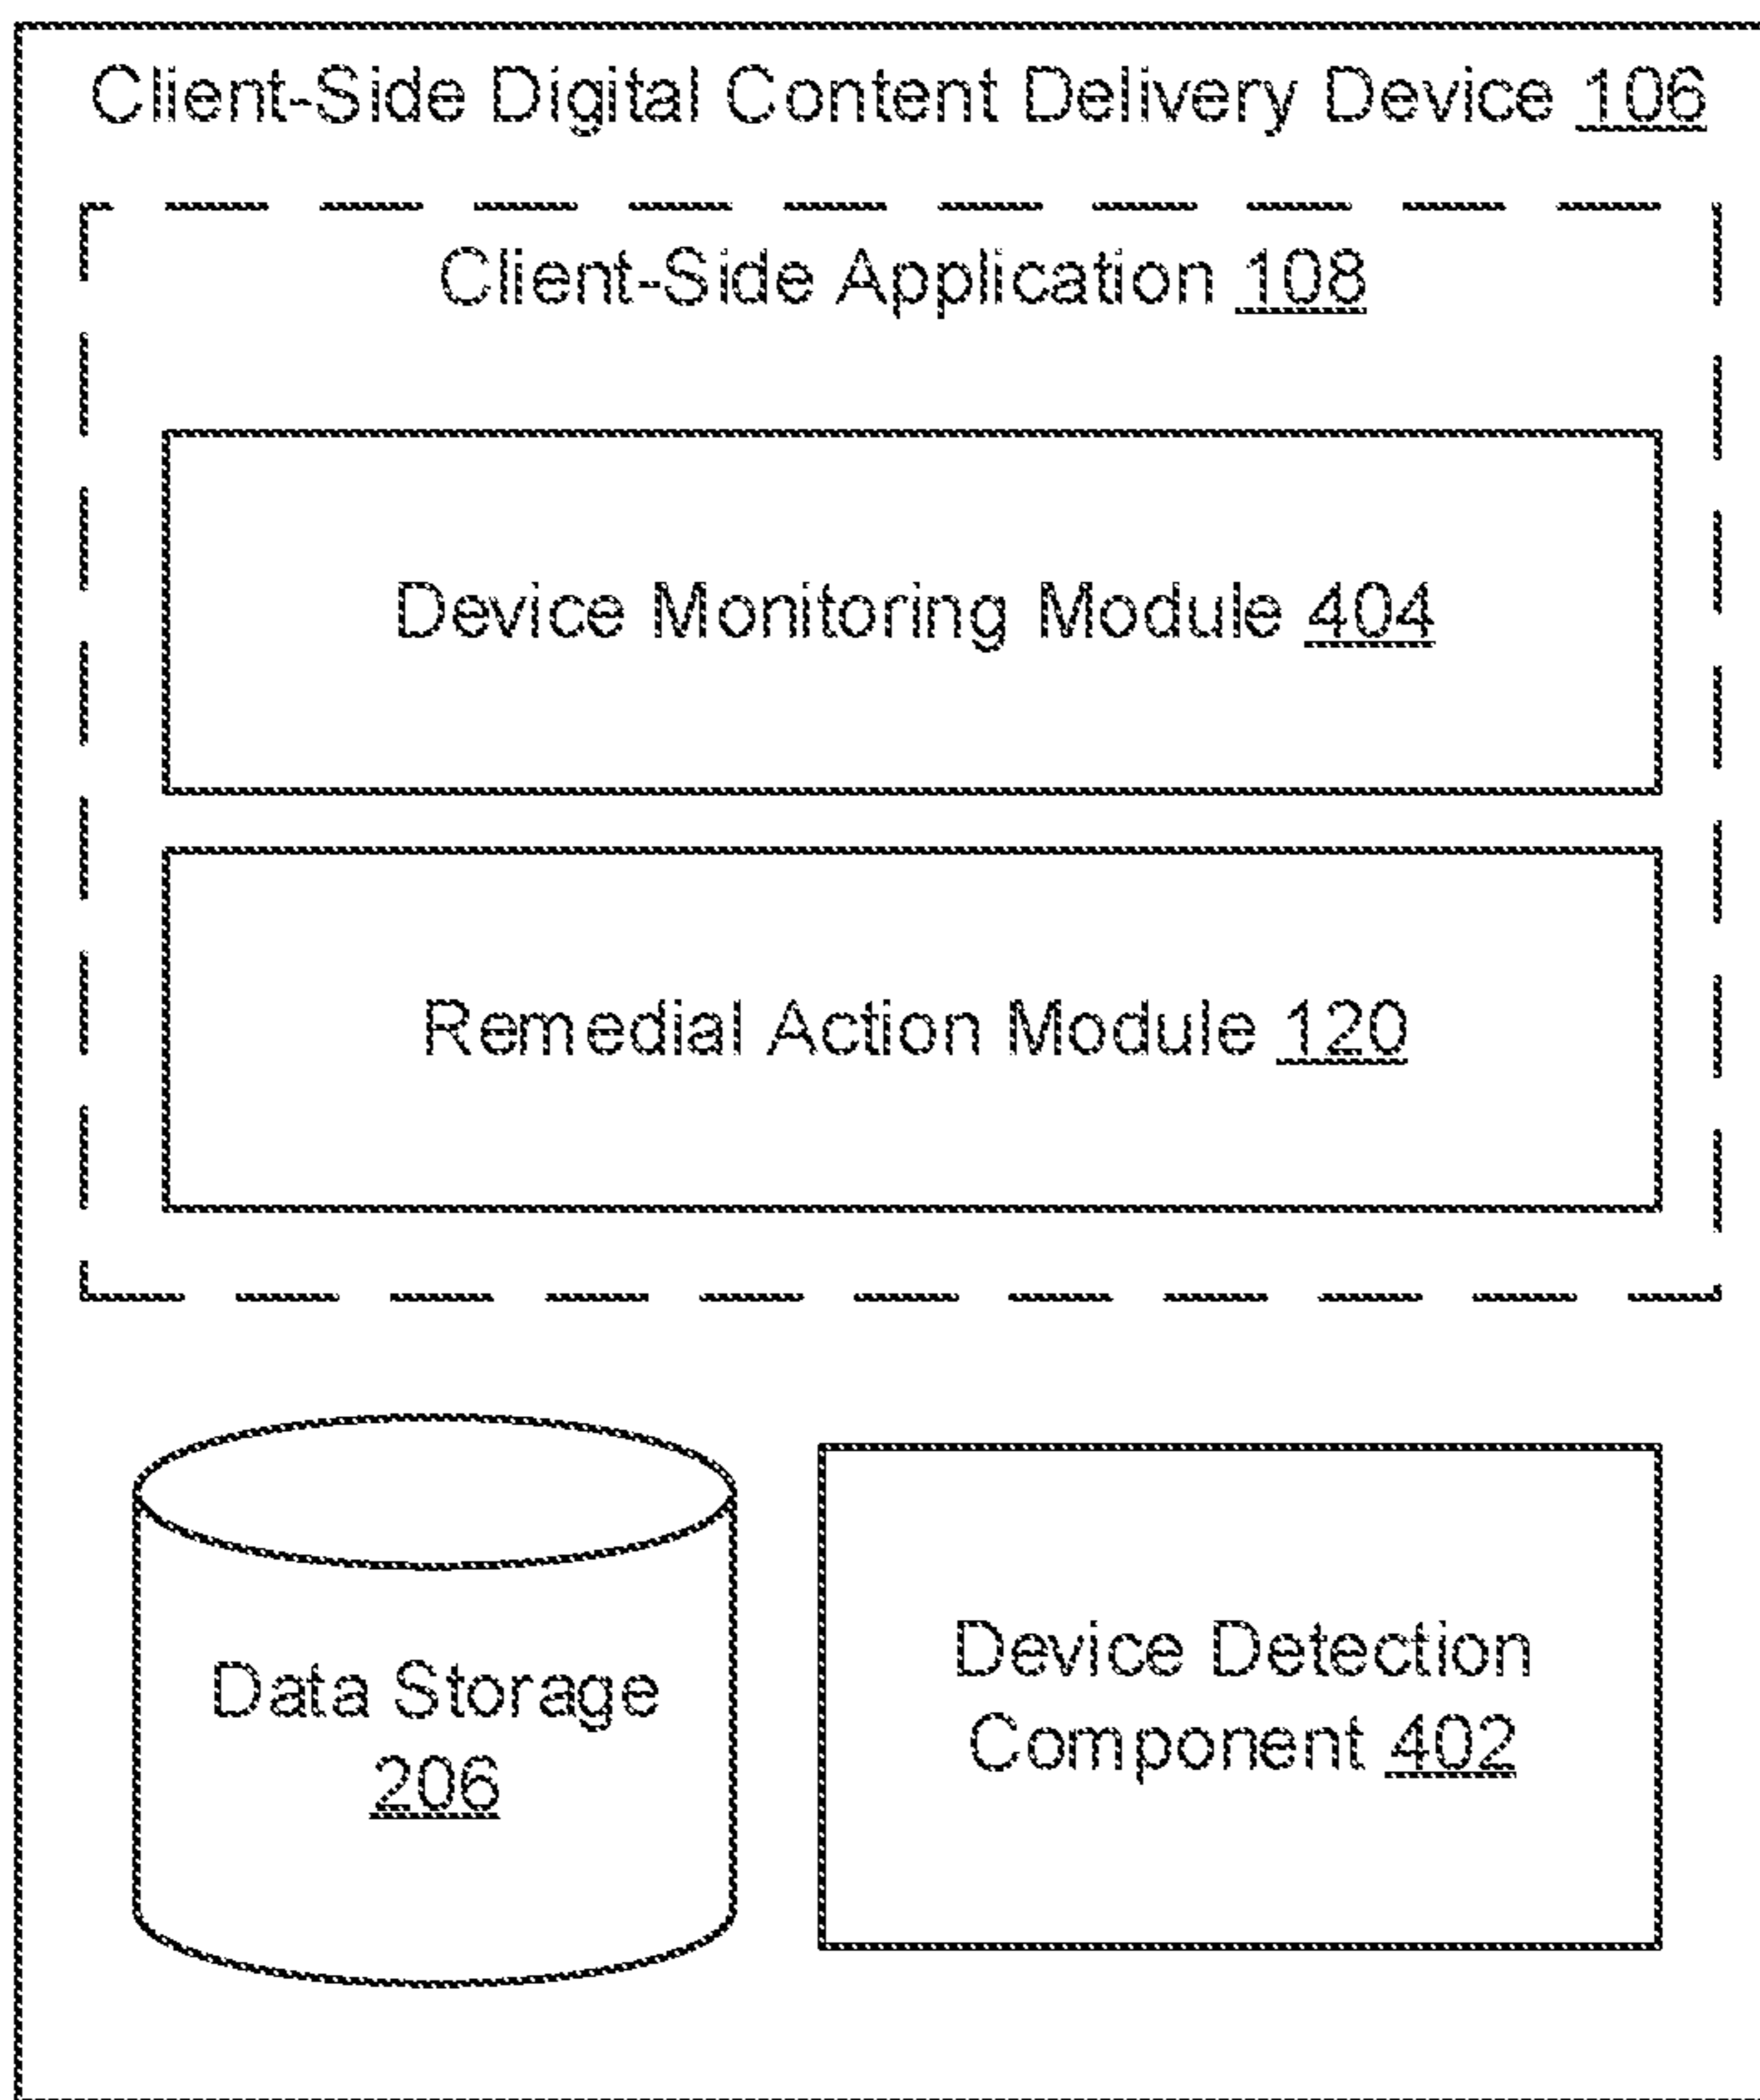 Client-Side Digital Content Delivery Device 106
Client-Side Application 108
Device Monitoring Module 404
Remedial Action Module 120
Data Storage
206
Device Detection
Component 402